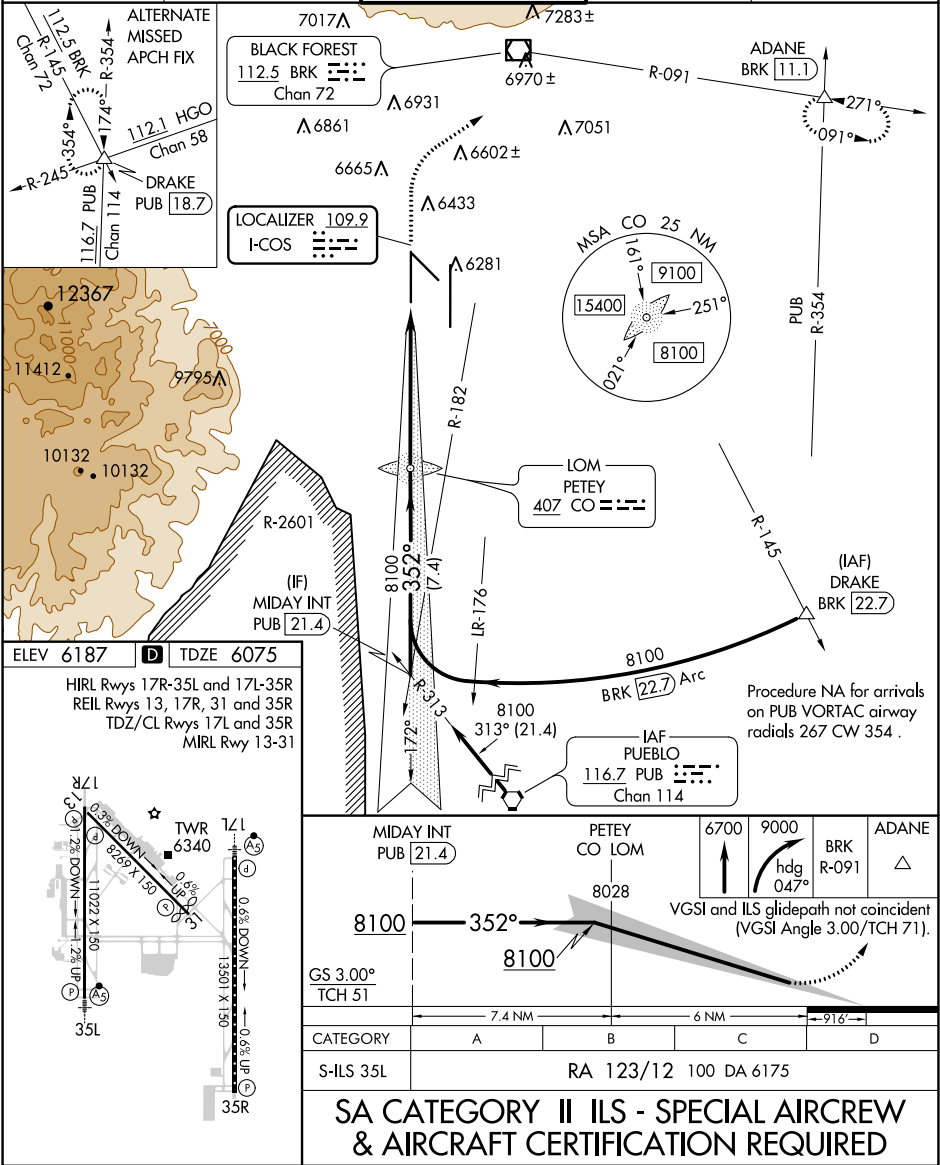 ALTERNATE
MISSED
APCH FIX
112.5 BRK
R-145
Chan 72
R-354
174°
354°
112.1 HGO
Chan 58
R-245
DRAKE
PUB 18.7
116.7 PUB
Chan 114
7017
7283±
BLACK FOREST
112.5 BRK
Chan 72
6970±
R-091
ADANE
BRK 11.1
271°
091°
6931
6861
7051
6602±
6665
6433
LOCALIZER 109.9
I-COS
6281
MSA CO 25 NM
191°
9100
15400
251°
8100
021°
PUB
R-354
12367
11000
7000
11412
9795
10132
10132
R-182
LOM
PETEY
407 CO
R-2601
8100
352°
(7.4)
LR-176
R-145
(IF)
MIDAY INT
PUB 21.4
(IAF)
DRAKE
BRK 22.7
8100
BRK 22.7 Arc
R-313
172°
8100
313° (21.4)
Procedure NA for arrivals
on PUB VORTAC airway
radials 267 CW 354 .
IAF
PUEBLO
116.7 PUB
Chan 114
ELEV 6187 D TDZE 6075
HIRL Rwys 17R-35L and 17L-35R
REIL Rwys 13, 17R, 31 and 35R
TDZ/CL Rwys 17L and 35R
MIRL Rwy 13-31
17R
13
0.3% DOWN
8269 X 150
0.6% UP
31
TWR
6340
17L
A5
P
1.2% DOWN
11022 X 150
1.2% UP
P
A5
35L
0.6% DOWN
13501 X 150
0.6% UP
P
35R
MIDAY INT
PUB 21.4
PETEY
CO LOM
8028
6700
9000
hdg
047°
BRK
R-091
ADANE
VGSI and ILS glidepath not coincident
(VGSI Angle 3.00/TCH 71).
8100
352°
8100
GS 3.00°
TCH 51
7.4 NM
6 NM
916'
CATEGORY A B C D
S-ILS 35L RA 123/12 100 DA 6175
SA CATEGORY II ILS - SPECIAL AIRCREW
& AIRCRAFT CERTIFICATION REQUIRED